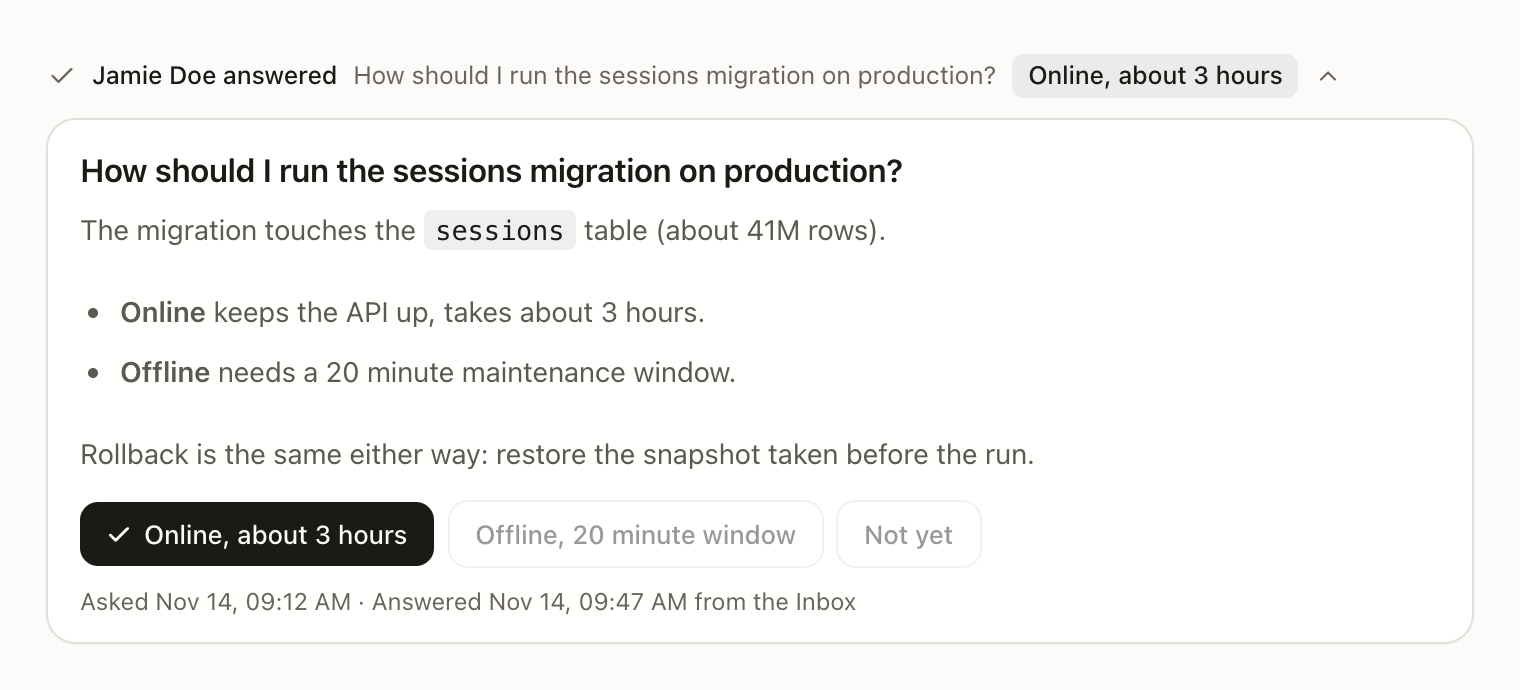 Jamie Doe answered How should I run the sessions migration on production? Online, about 3 hours
How should I run the sessions migration on production?
The migration touches the sessions table (about 41M rows).
• Online keeps the API up, takes about 3 hours.
• Offline needs a 20 minute maintenance window.
Rollback is the same either way: restore the snapshot taken before the run.
Online, about 3 hours Offline, 20 minute window Not yet
Asked Nov 14, 09:12 AM · Answered Nov 14, 09:47 AM from the Inbox